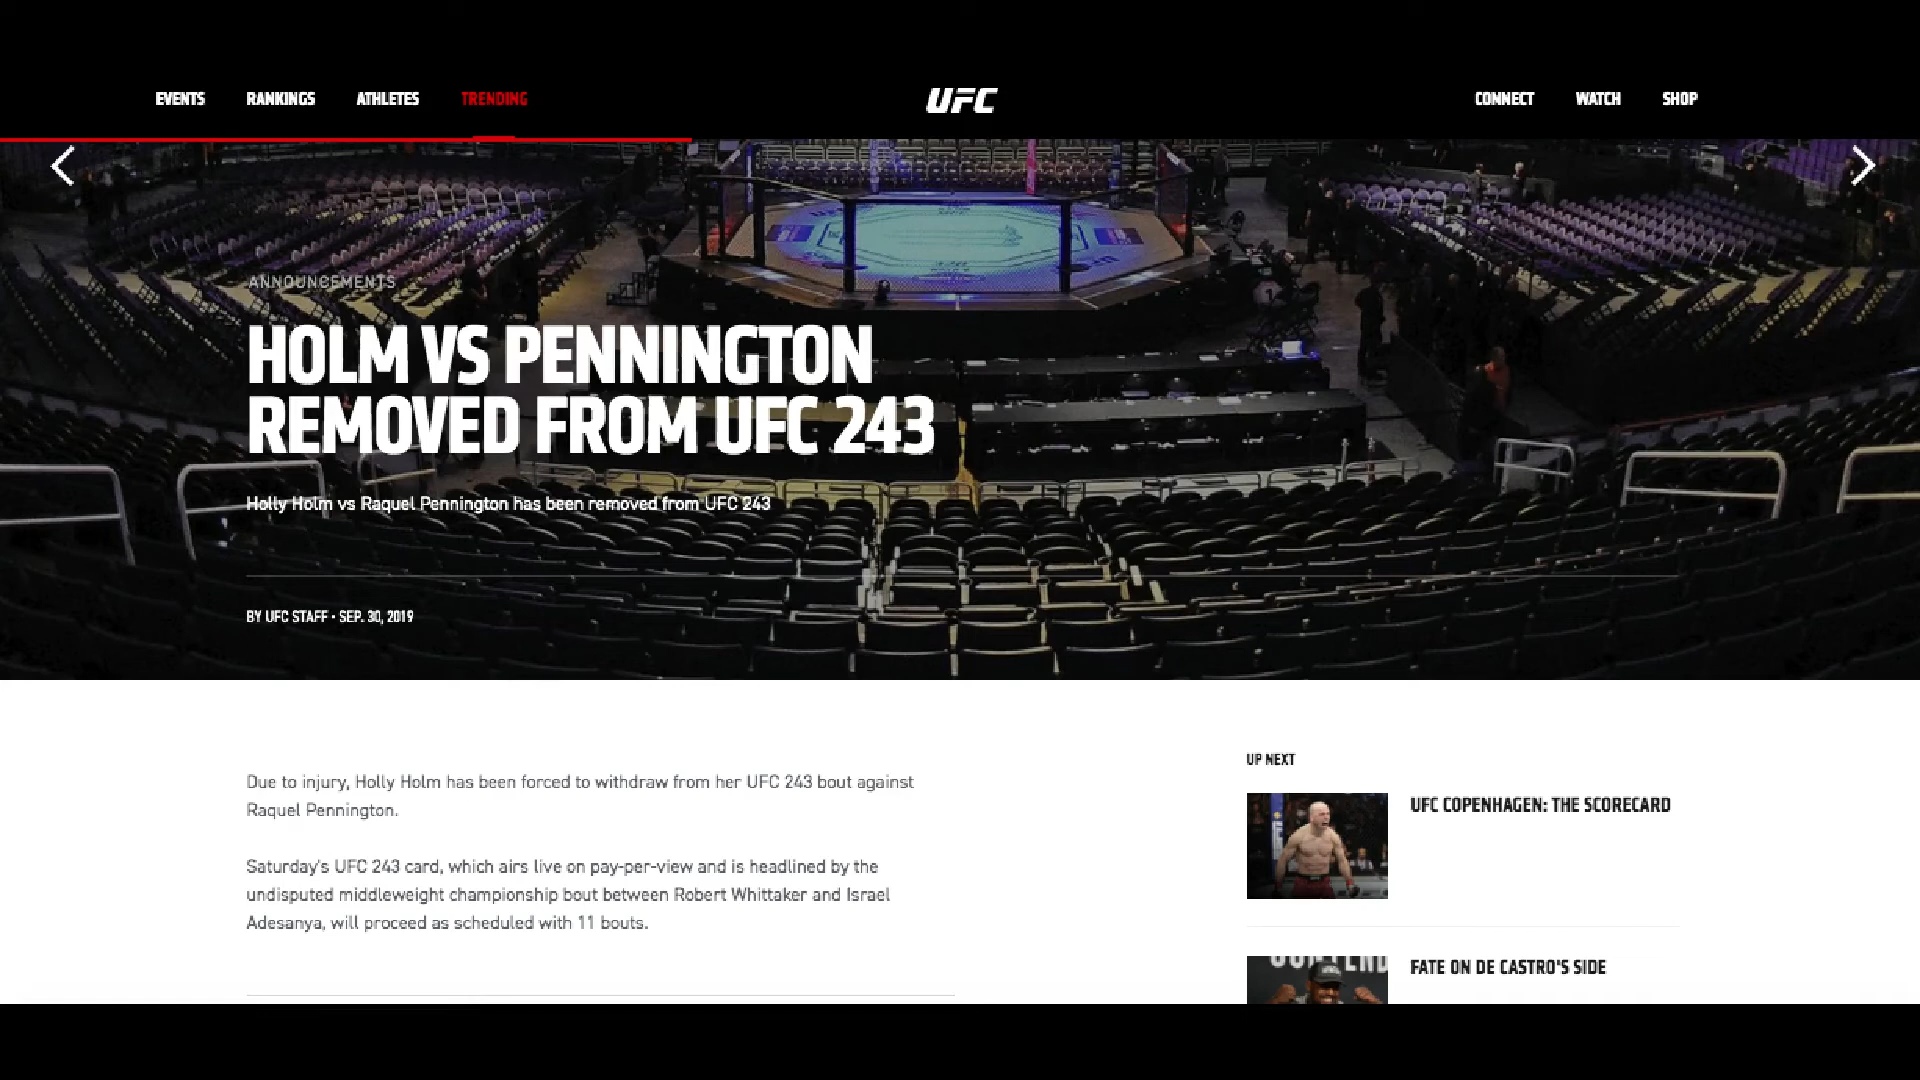 EVENTS RANKINGS ATHLETES TRENDING UFC CONNECT WATCH SHOP
ANNOUNCEMENTS
HOLM VS PENNINGTON
REMOVED FROM UFC 243
Holly Holm vs Raquel Pennington has been removed from UFC 243
BY UFC STAFF • SEP. 30, 2019
Due to injury, Holly Holm has been forced to withdraw from her UFC 243 bout against
Raquel Pennington.
Saturday's UFC 243 card, which airs live on pay-per-view and is headlined by the
undisputed middleweight championship bout between Robert Whittaker and Israel
Adesanya, will proceed as scheduled with 11 bouts.
UP NEXT
UFC COPENHAGEN: THE SCORECARD
FATE ON DE CASTRO'S SIDE